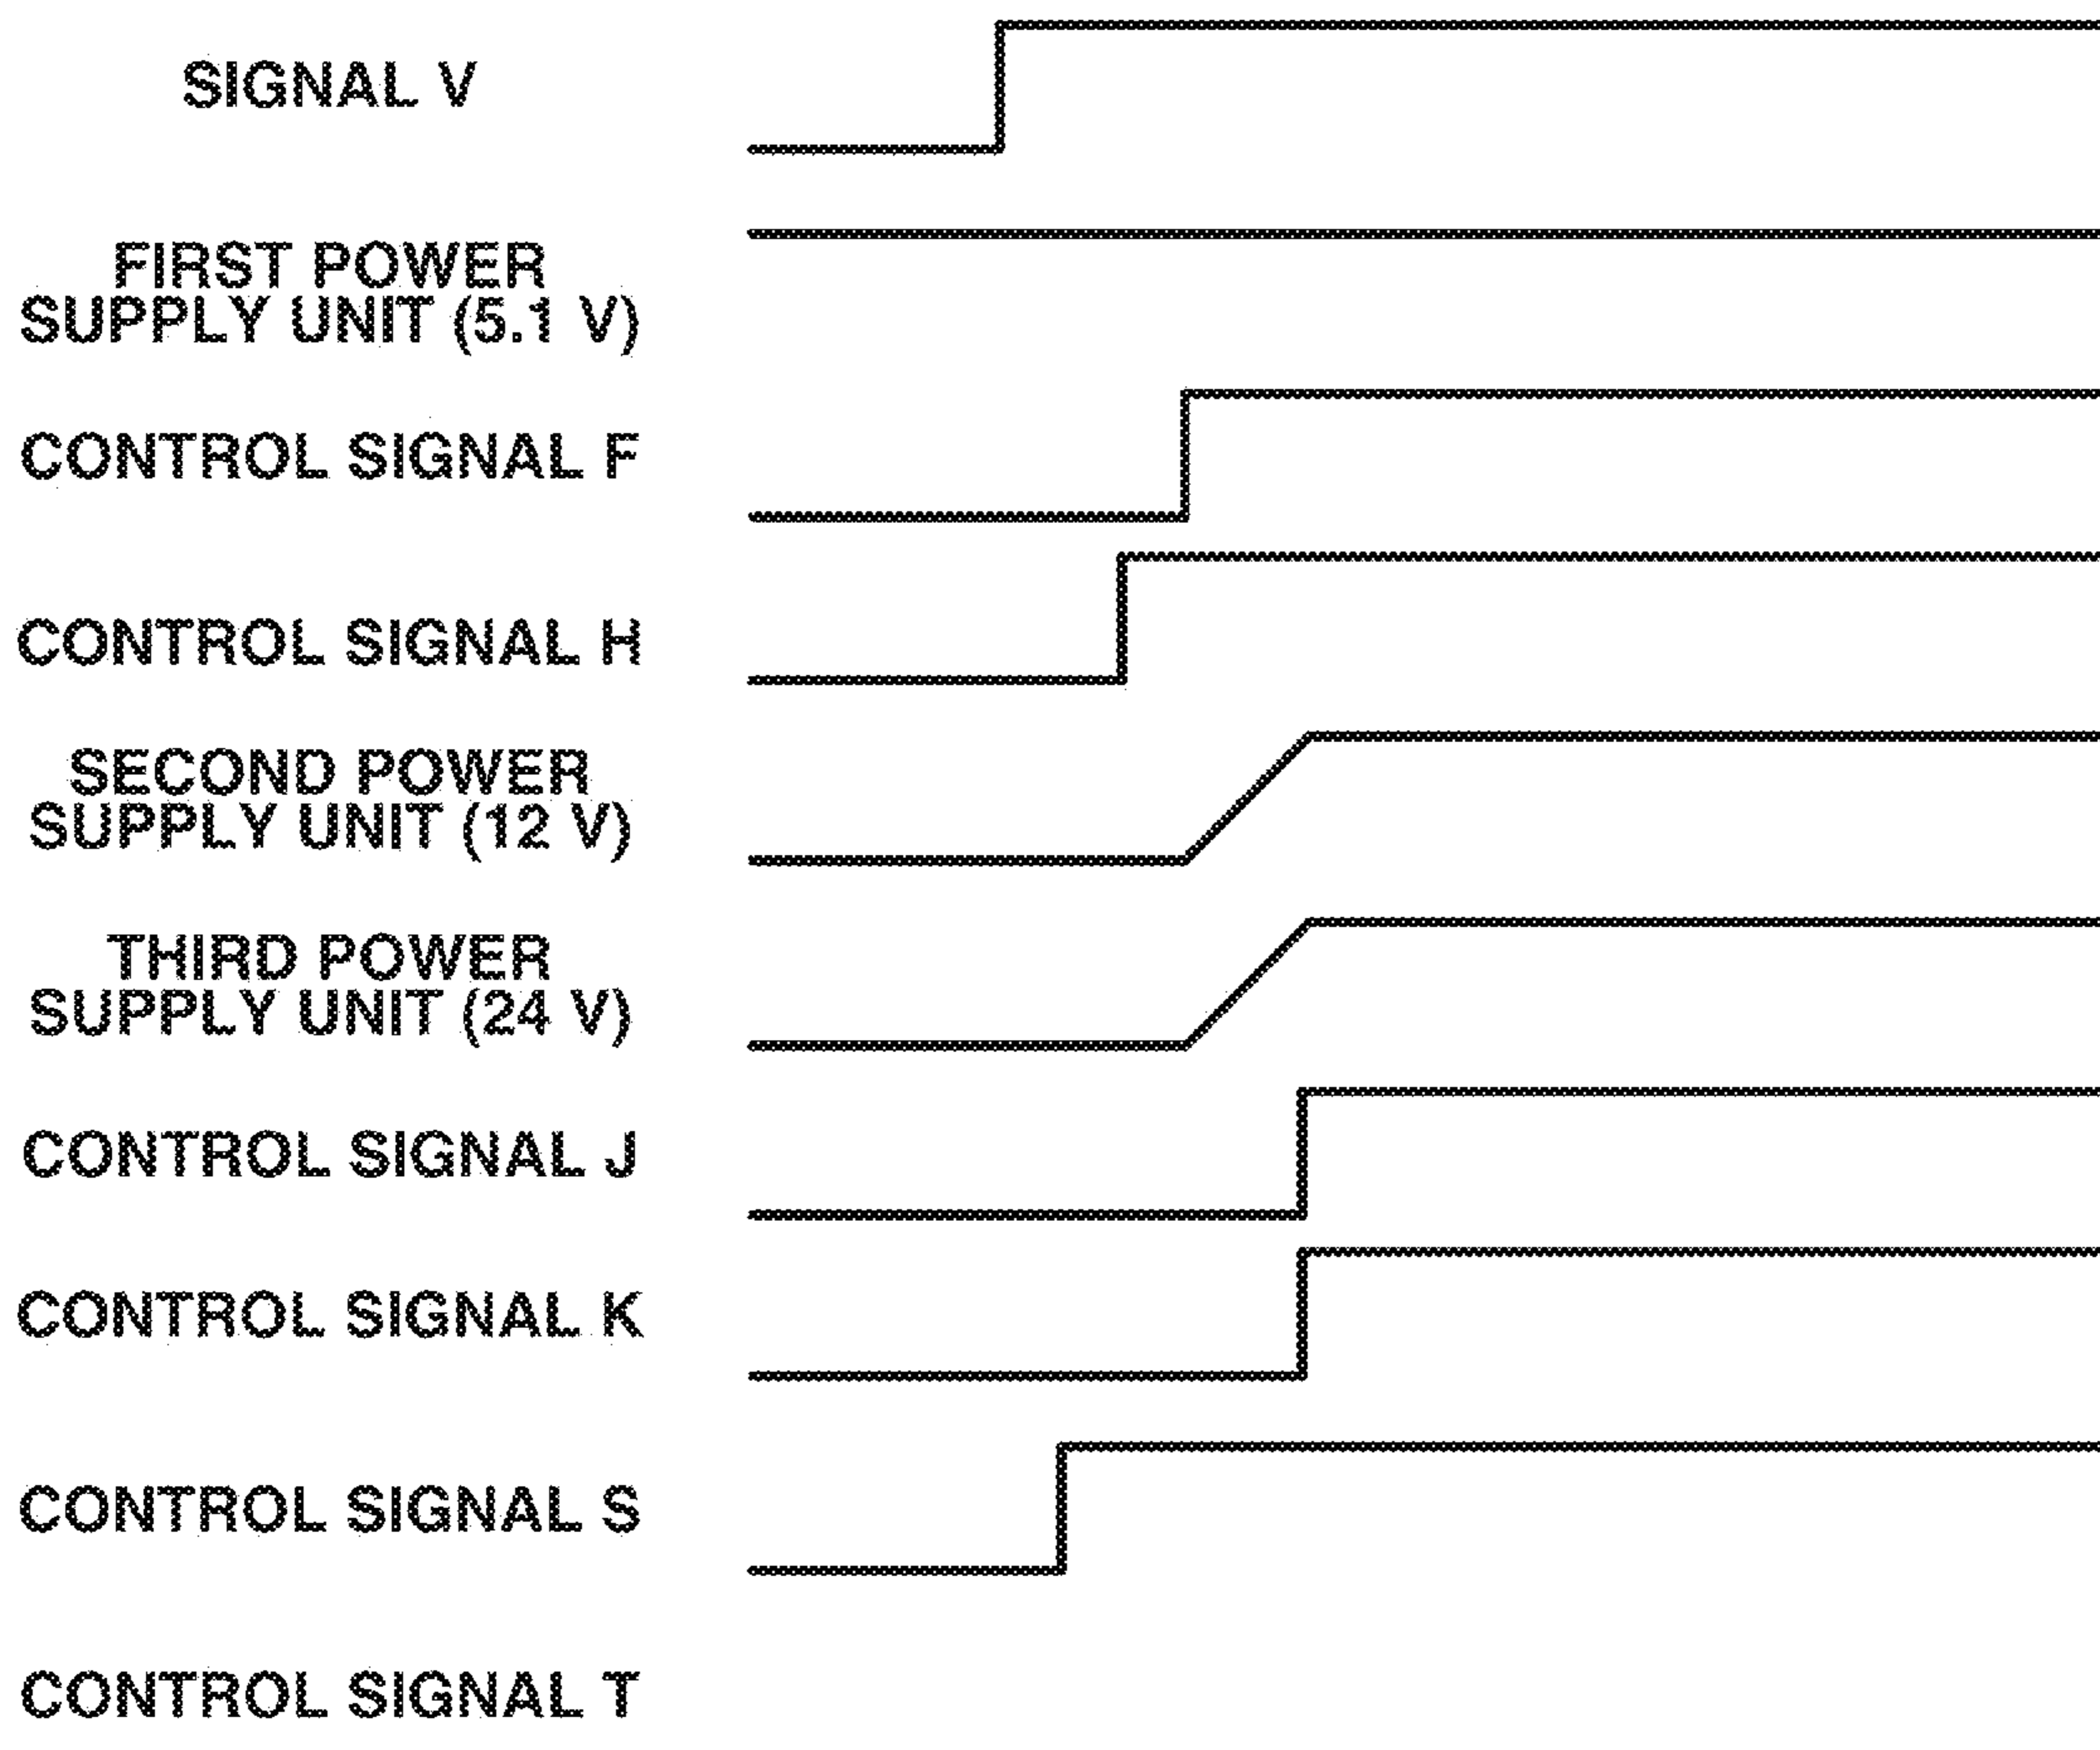 SIGNAL V
FIRST POWER
SUPPLY UNIT (5.1 V)
CONTROL SIGNAL F
CONTROL SIGNAL H
SECOND POWER
SUPPLY UNIT (12 V)
THIRD POWER
SUPPLY UNIT (24 V)
CONTROL SIGNAL J
CONTROL SIGNAL K
CONTROL SIGNAL S
CONTROL SIGNAL T